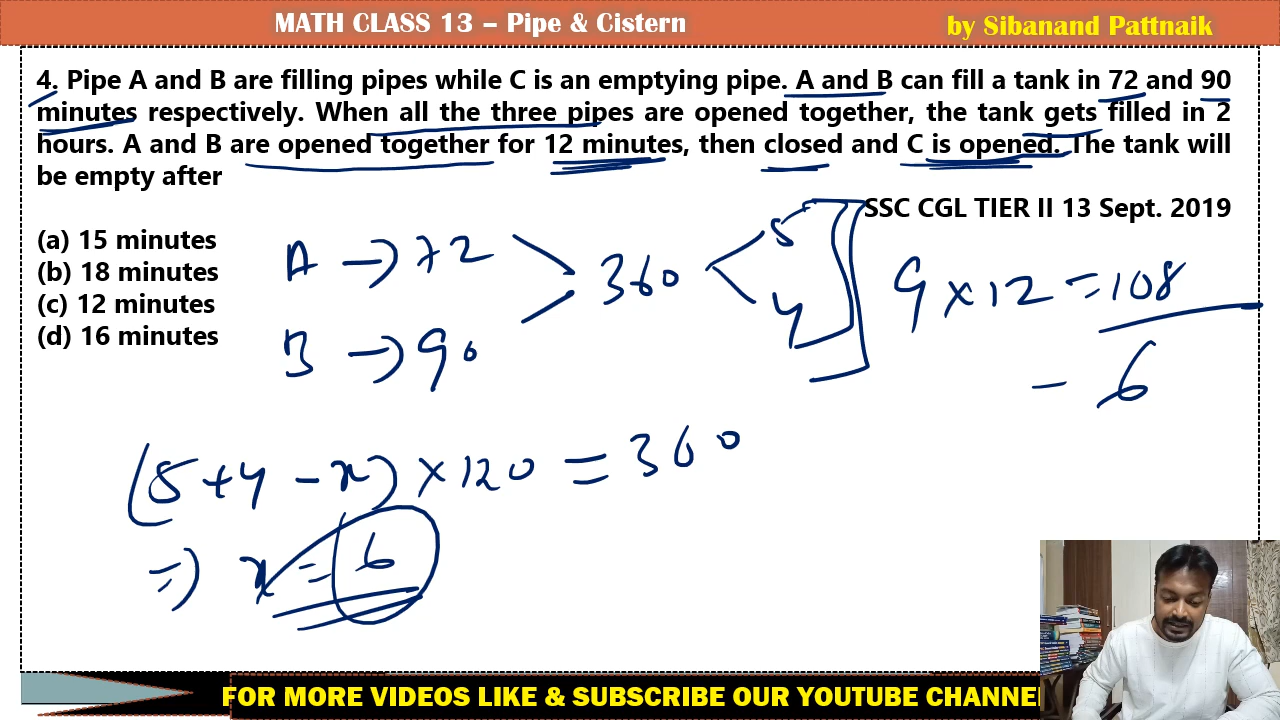 MATH CLASS 13 – Pipe & Cistern
by Sibanand Pattnaik
4. Pipe A and B are filling pipes while C is an emptying pipe. A and B can fill a tank in 72 and 90
minutes respectively. When all the three pipes are opened together, the tank gets filled in 2
hours. A and B are opened together for 12 minutes, then closed and C is opened. The tank will
be empty after
SSC CGL TIER II 13 Sept. 2019
(a) 15 minutes
(b) 18 minutes
(c) 12 minutes
(d) 16 minutes
A → 72
B → 90
360
5
4
9 × 12 = 108
– 6
(5 + 4 – x) × 120 = 360
⇒ x = 6
FOR MORE VIDEOS LIKE & SUBSCRIBE OUR YOUTUBE CHANNE